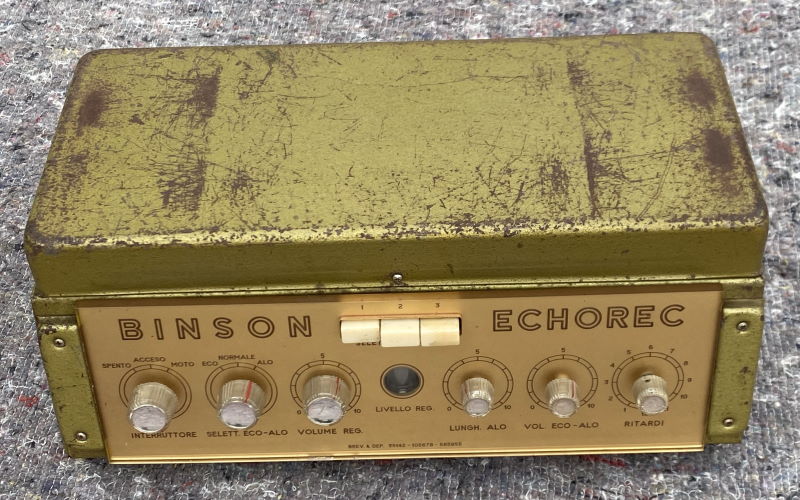 1 2 3
BINSON ECHOREC
SPENTO ACCESO MOTO
ECO NORMALE ALO
5
5
5
1 2 3 4 5 6 7 8 9 10
0 10
0 10
0 10
INTERRUTTORE
SELETT. ECO-ALO
VOLUME REG.
LIVELLO REG.
LUNGH. ALO
VOL. ECO-ALO
RITARDI
BREV. & DEP.